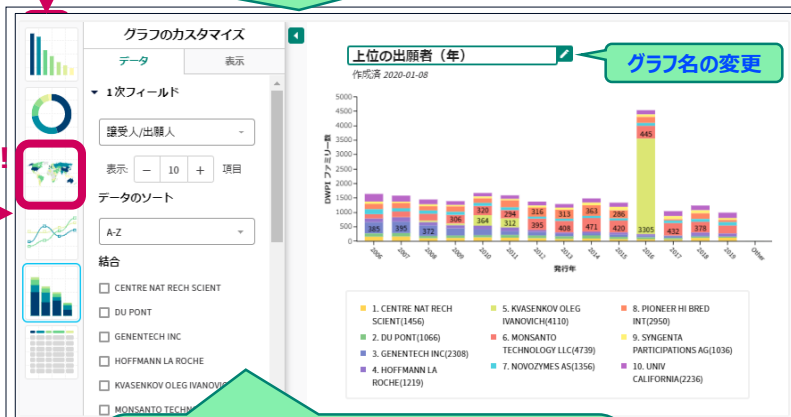 グラフのカスタマイズ
データ
表示
1次フィールド
譲受人/出願人
表示: − 10 + 項目
データのソート
A-Z
結合
CENTRE NAT RECH SCIENT
DU PONT
GENENTECH INC
HOFFMANN LA ROCHE
KVASENKOV OLEG IVANOVIC
MONSANTO TECHN
!
上位の出願者（年）
作成済 2020-01-08
グラフ名の変更
DWPI ファミリー数
5000
4500
4000
3500
3000
2500
2000
1500
1000
500
0
445
320
306
364
294
312
316
313
363
286
385
395
372
395
408
471
420
3305
432
378
2006
2007
2008
2009
2010
2011
2012
2013
2014
2015
2016
2017
2018
2019
Other
発行年
1. CENTRE NAT RECH
SCIENT(1456)
2. DU PONT(1066)
3. GENENTECH INC(2308)
4. HOFFMANN LA
ROCHE(1219)
5. KVASENKOV OLEG
IVANOVICH(4110)
6. MONSANTO
TECHNOLOGY LLC(4739)
7. NOVOZYMES AS(1356)
8. PIONEER HI BRED
INT(2950)
9. SYNGENTA
PARTICIPATIONS AG(1036)
10. UNIV
CALIFORNIA(2236)